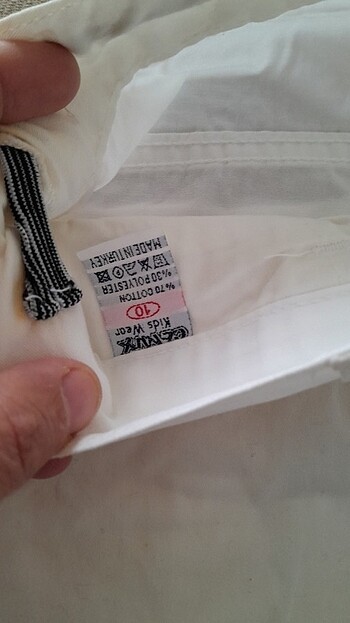 Kids Wear
10
%70 COTTON
%30 POLYESTER
MADE IN TURKEY